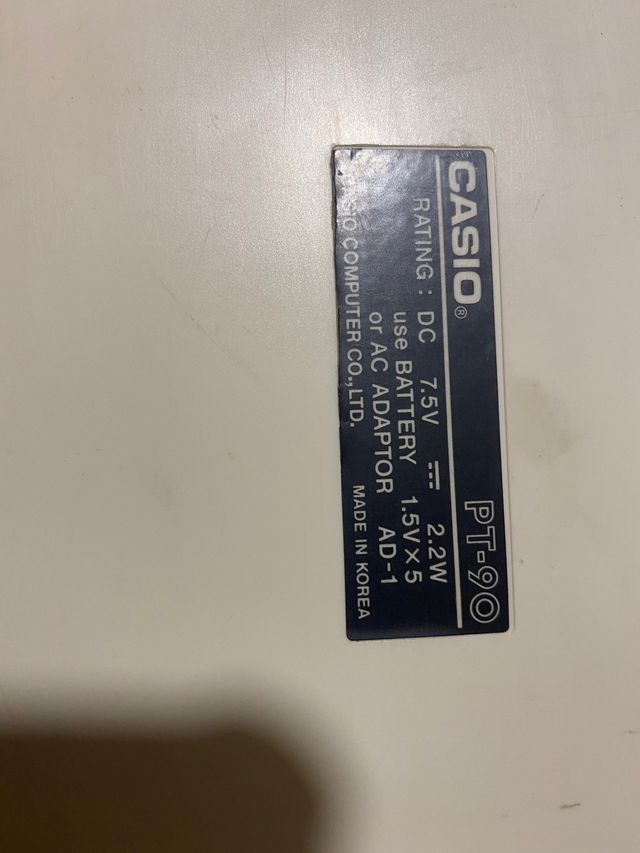 CASIO® PT-90
RATING : DC 7.5V ⎓ 2.2W
use BATTERY 1.5V×5
or AC ADAPTOR AD-1
CASIO COMPUTER CO.,LTD. MADE IN KOREA